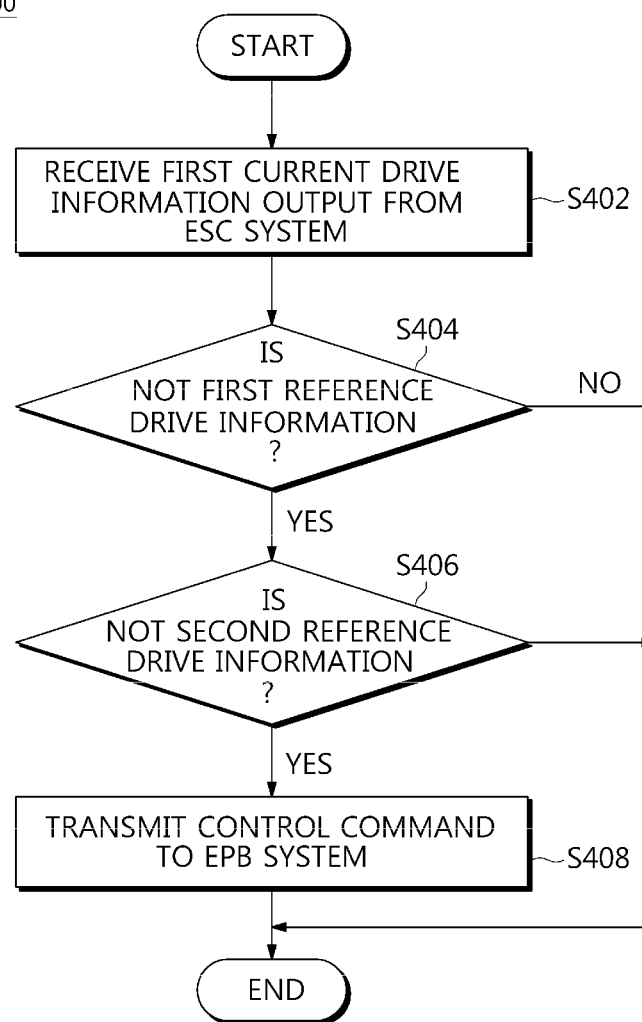 START
RECEIVE FIRST CURRENT DRIVE
INFORMATION OUTPUT FROM
ESC SYSTEM
S402
S404
IS
NOT FIRST REFERENCE
DRIVE INFORMATION
?
NO
YES
S406
IS
NOT SECOND REFERENCE
DRIVE INFORMATION
?
YES
TRANSMIT CONTROL COMMAND
TO EPB SYSTEM
S408
END